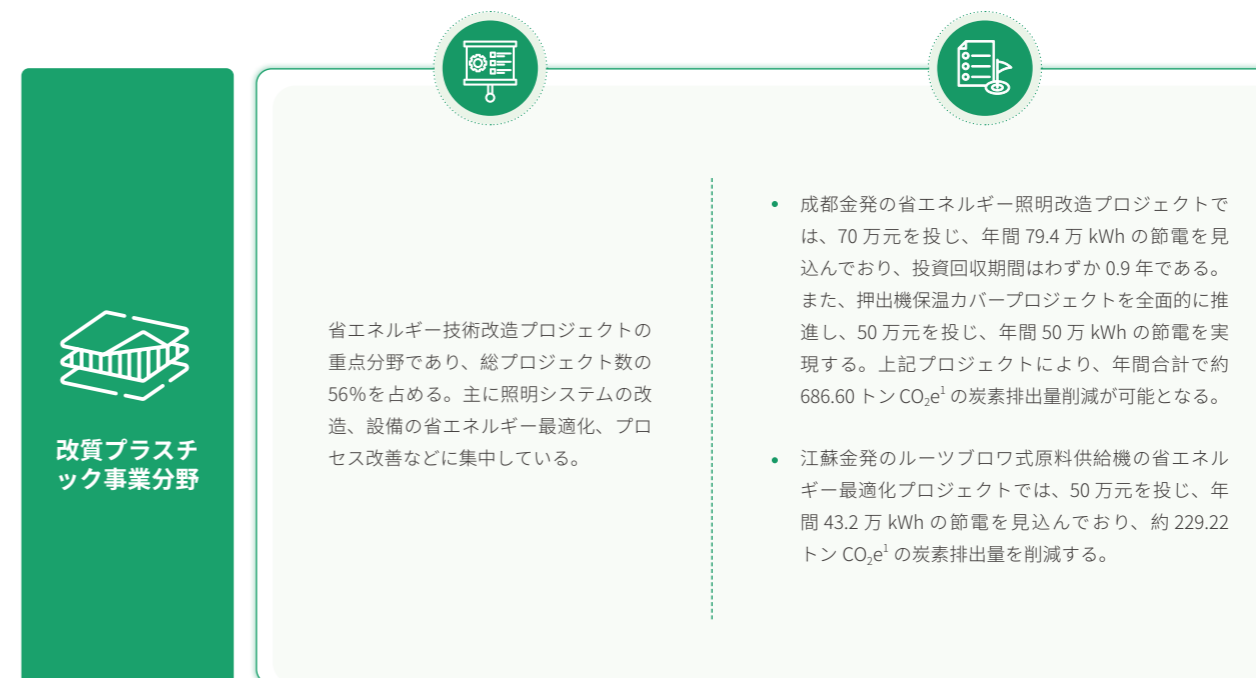 改質プラスチ
ック事業分野
省エネルギー技術改造プロジェクトの
重点分野であり、総プロジェクト数の
56%を占める。主に照明システムの改
造、設備の省エネルギー最適化、プロ
セス改善などに集中している。
• 成都金発の省エネルギー照明改造プロジェクトで
は、70 万元を投じ、年間 79.4 万 kWh の節電を見
込んでおり、投資回収期間はわずか 0.9 年である。
また、押出機保温カバープロジェクトを全面的に推
進し、50 万元を投じ、年間 50 万 kWh の節電を実
現する。上記プロジェクトにより、年間合計で約
686.60 トン CO₂e¹ の炭素排出量削減が可能となる。
• 江蘇金発のルーツブロワ式原料供給機の省エネル
ギー最適化プロジェクトでは、50 万元を投じ、年
間 43.2 万 kWh の節電を見込んでおり、約 229.22
トン CO₂e¹ の炭素排出量を削減する。